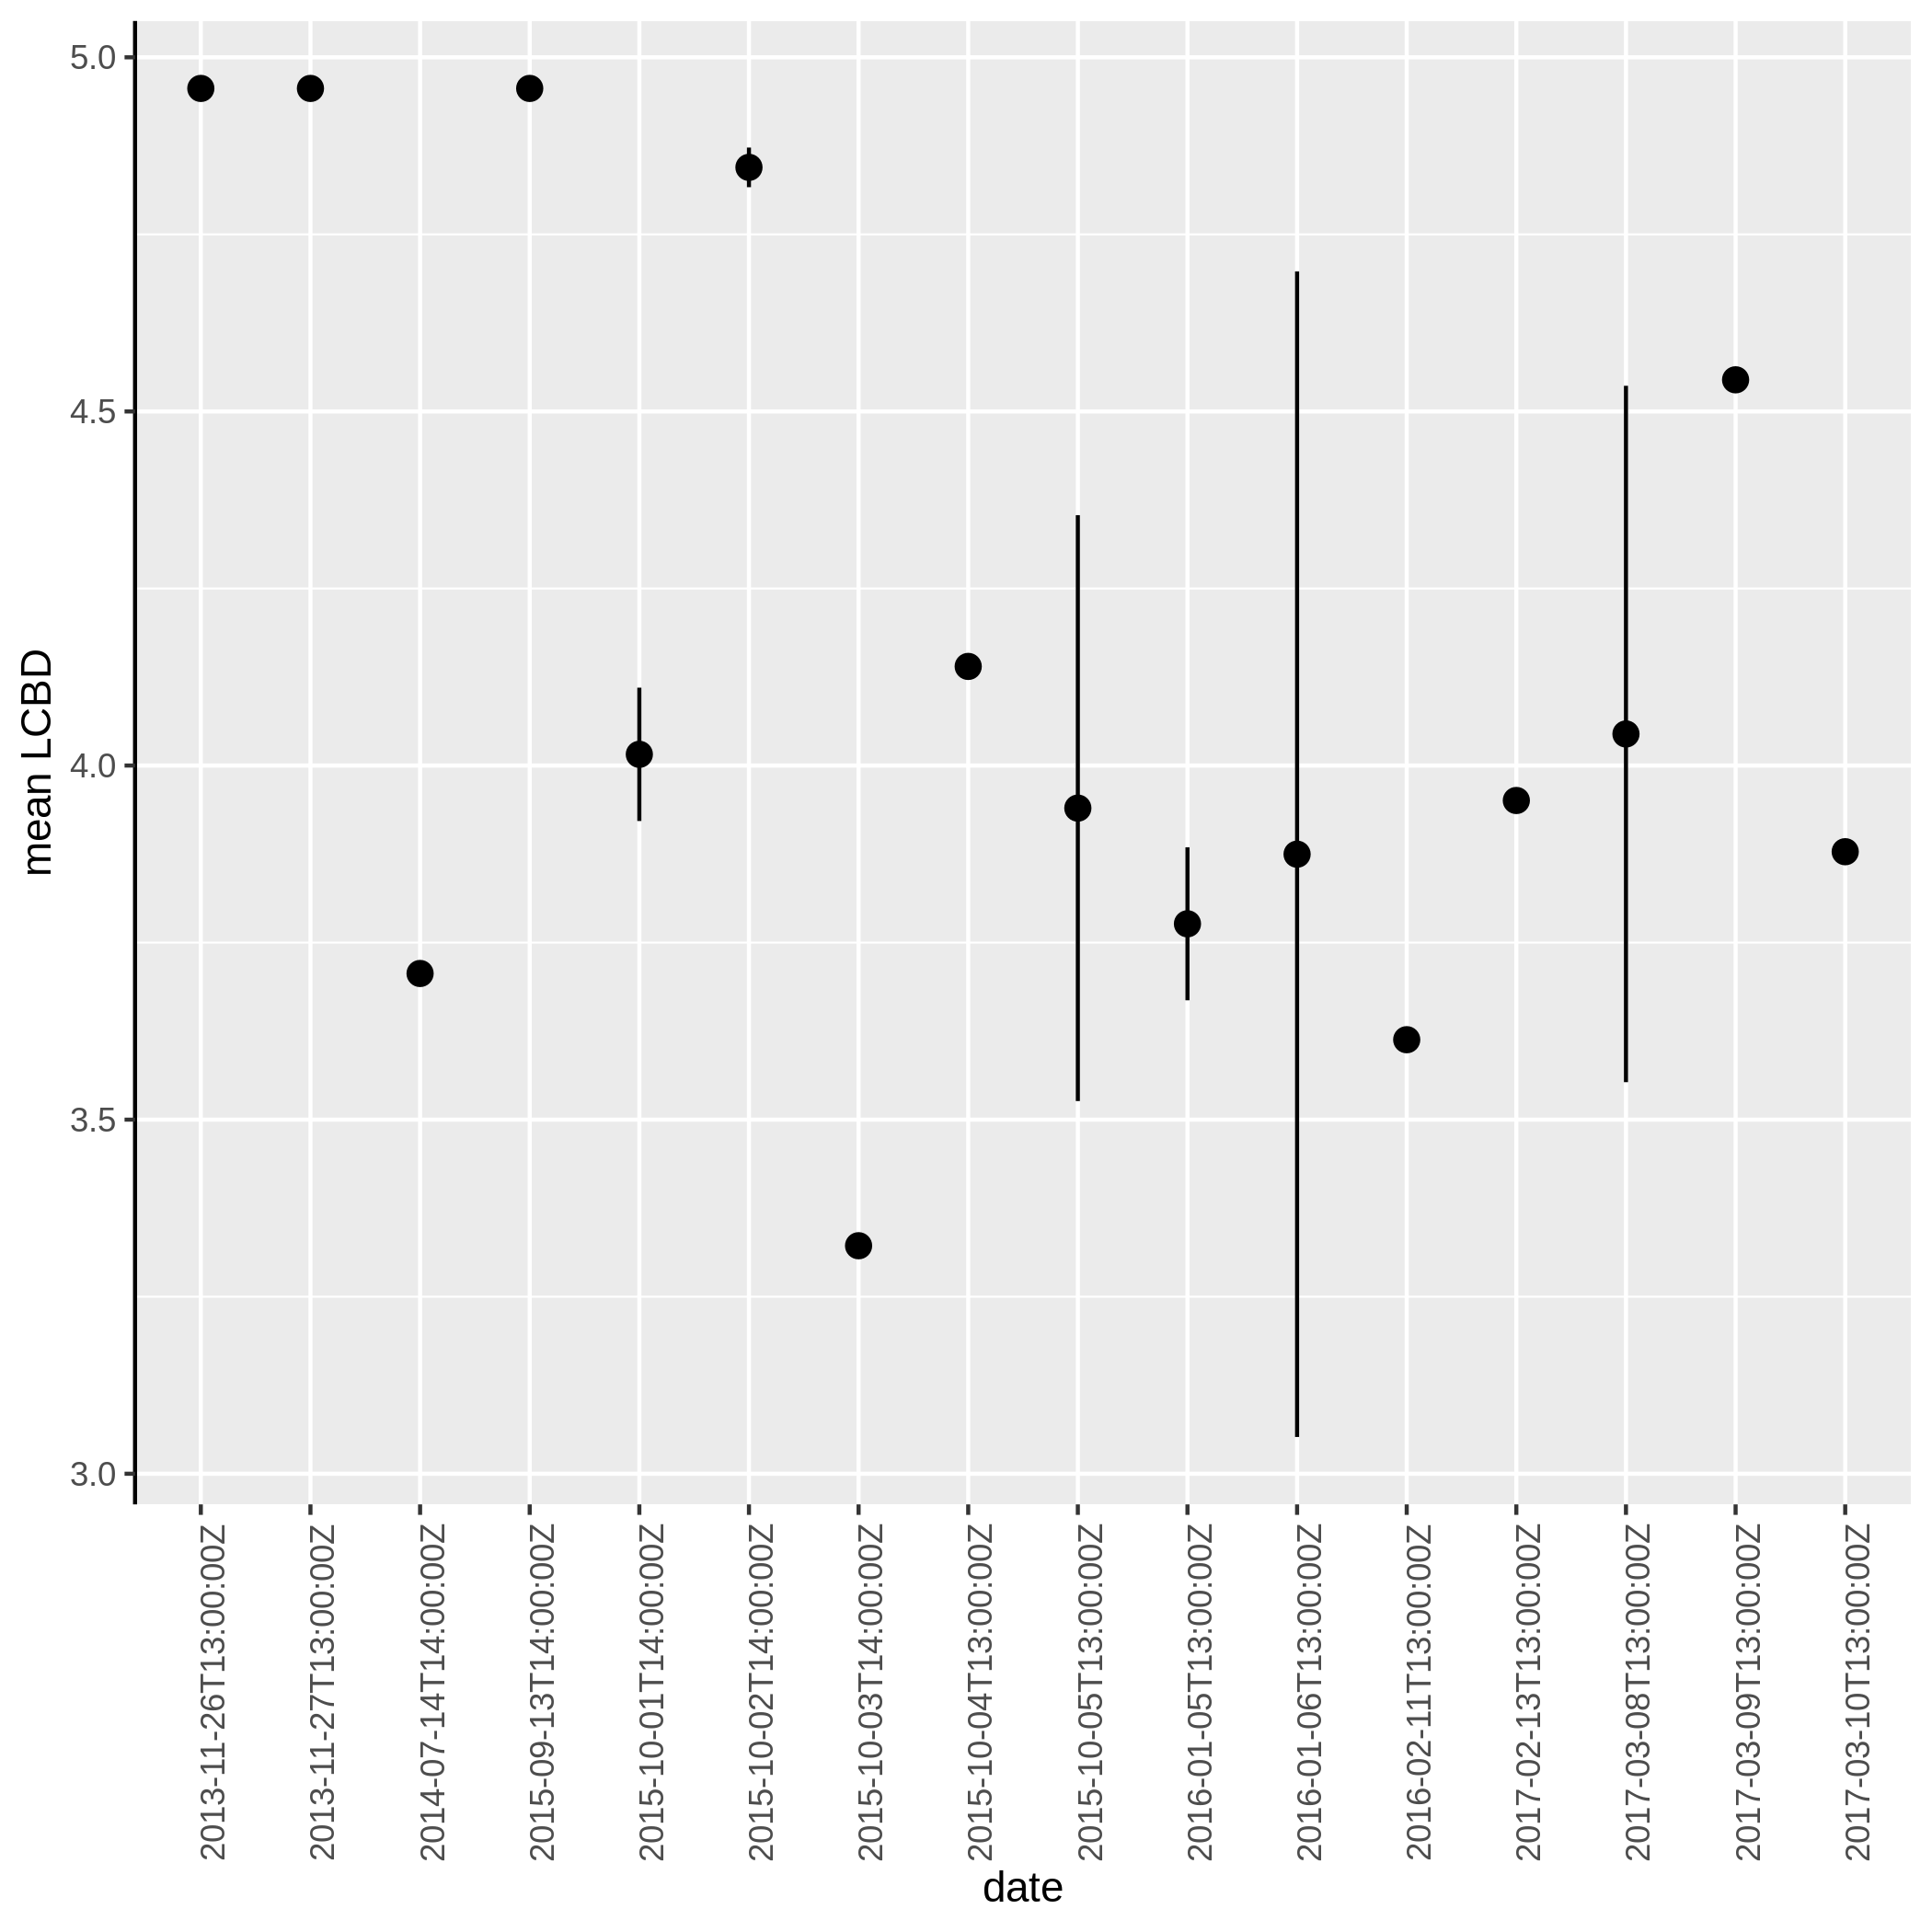 mean LCBD
5.0
4.5
4.0
3.5
3.0
2013-11-26T13:00:00Z
2013-11-27T13:00:00Z
2014-07-14T14:00:00Z
2015-09-13T14:00:00Z
2015-10-01T14:00:00Z
2015-10-02T14:00:00Z
2015-10-03T14:00:00Z
2015-10-04T13:00:00Z
2015-10-05T13:00:00Z
2016-01-05T13:00:00Z
2016-01-06T13:00:00Z
2016-02-11T13:00:00Z
2017-02-13T13:00:00Z
2017-03-08T13:00:00Z
2017-03-09T13:00:00Z
2017-03-10T13:00:00Z
date